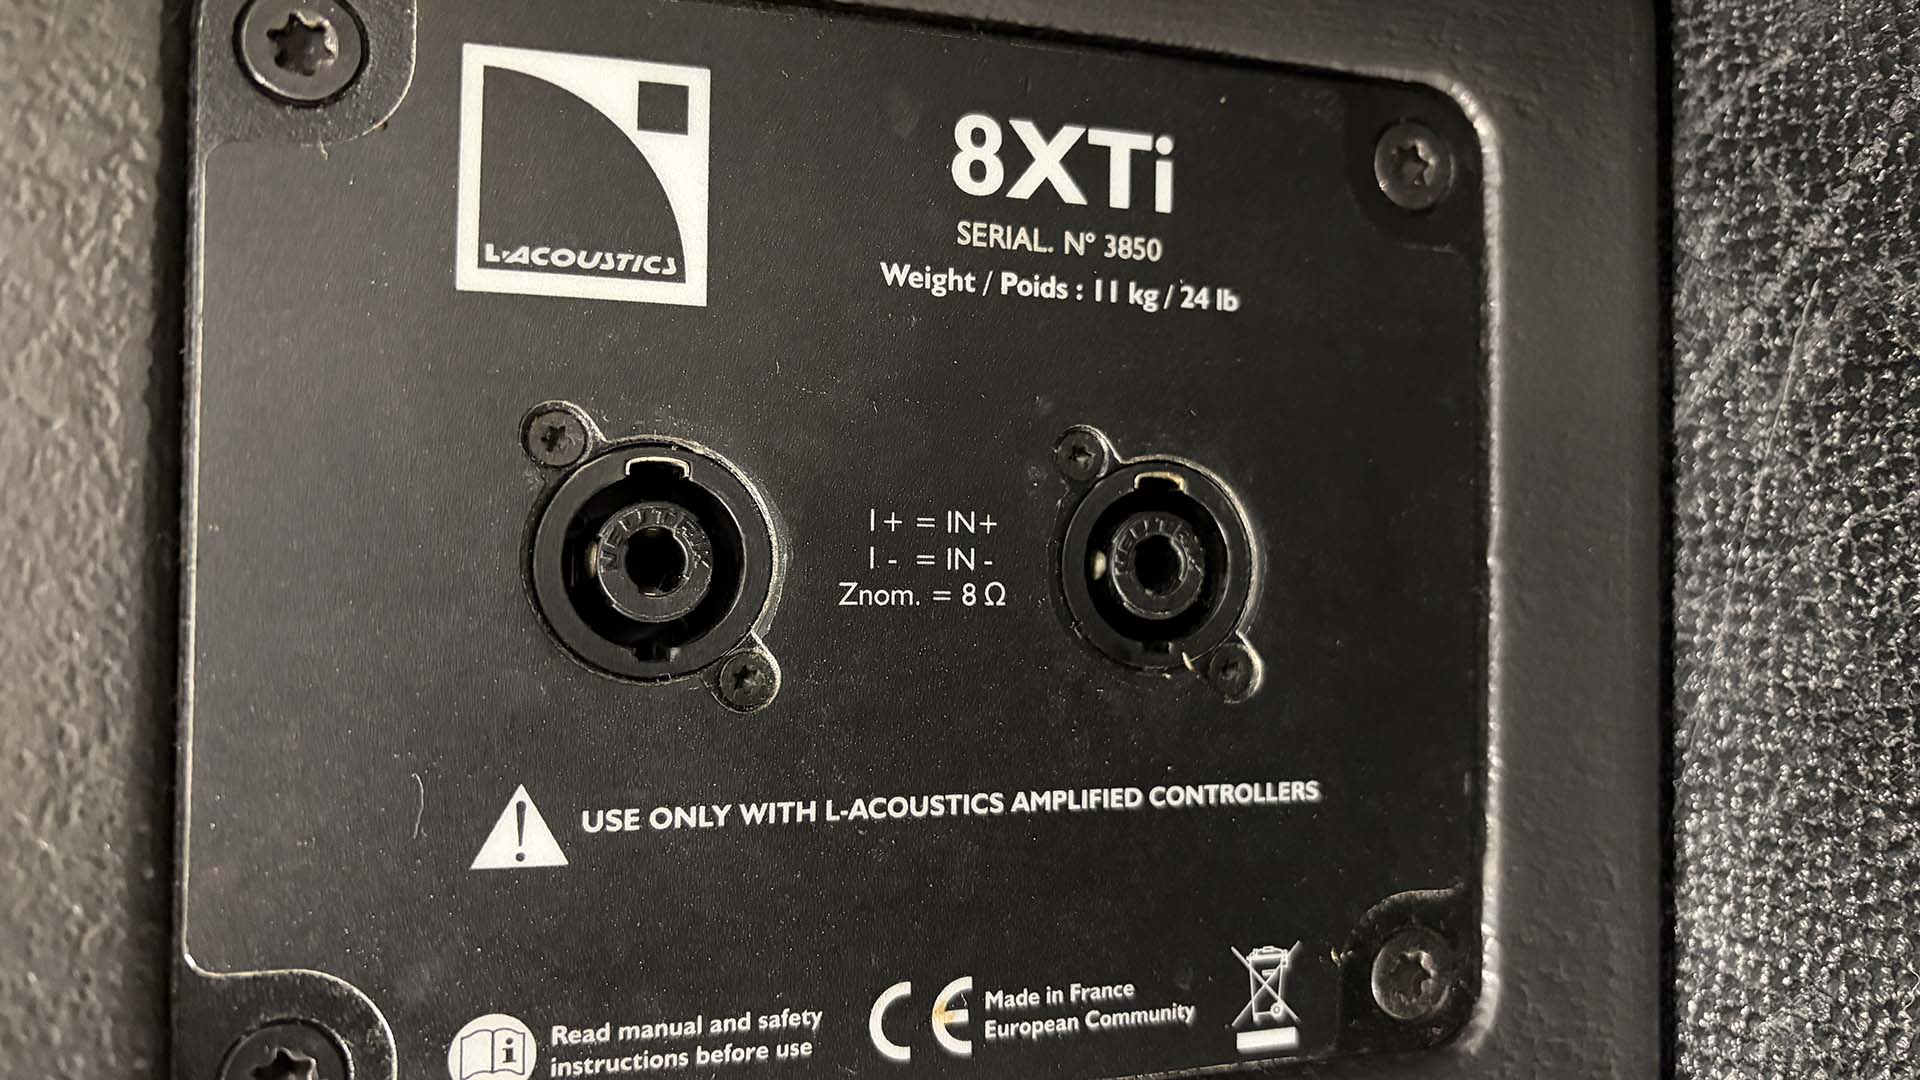 L-ACOUSTICS
8XTi
SERIAL. N° 3850
Weight / Poids : 11 kg / 24 lb
NEUTRIK
NEUTRIK
1 + = IN+
1 - = IN -
Znom. = 8 Ω
USE ONLY WITH L-ACOUSTICS AMPLIFIED CONTROLLERS
Read manual and safety
instructions before use
CE
Made in France
European Community